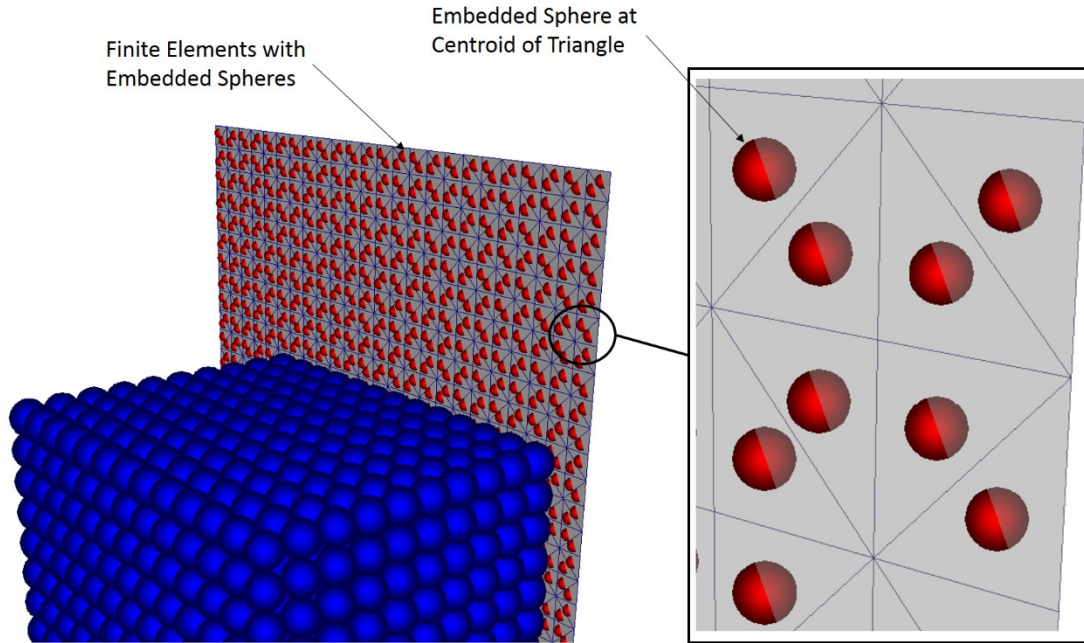 Finite Elements with
Embedded Spheres
Embedded Sphere at
Centroid of Triangle